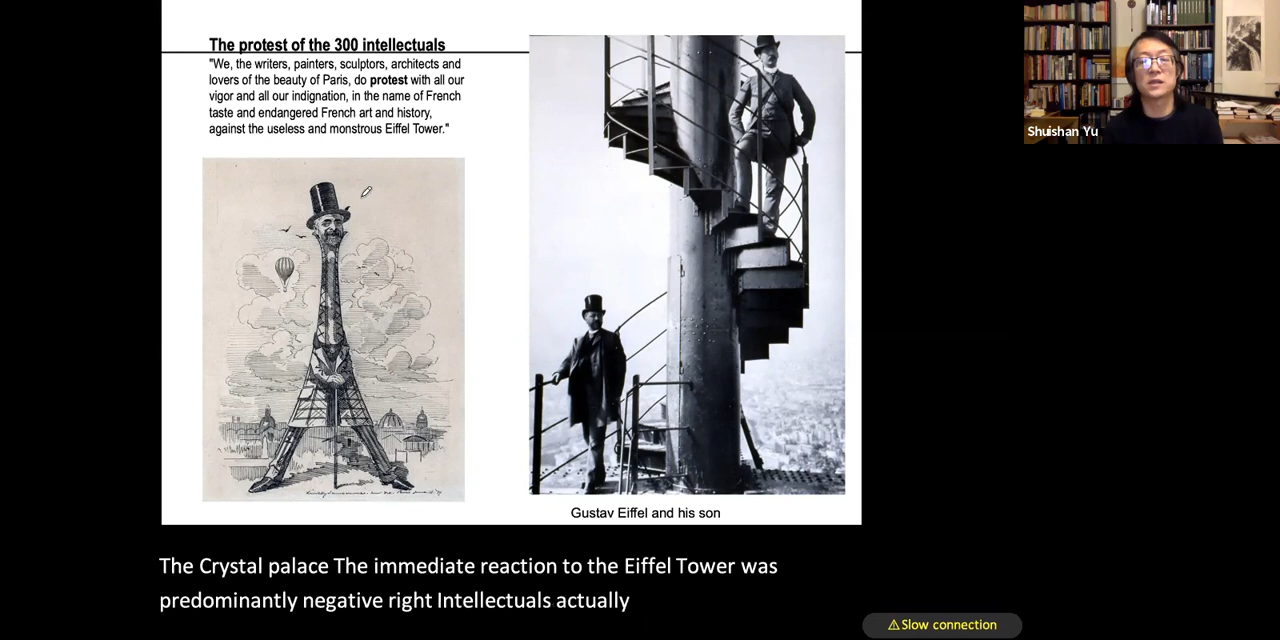 The protest of the 300 intellectuals
"We, the writers, painters, sculptors, architects and
lovers of the beauty of Paris, do protest with all our
vigor and all our indignation, in the name of French
taste and endangered French art and history,
against the useless and monstrous Eiffel Tower."
Gustav Eiffel and his son
Shuishan Yu
The Crystal palace The immediate reaction to the Eiffel Tower was
predominantly negative right Intellectuals actually
Slow connection